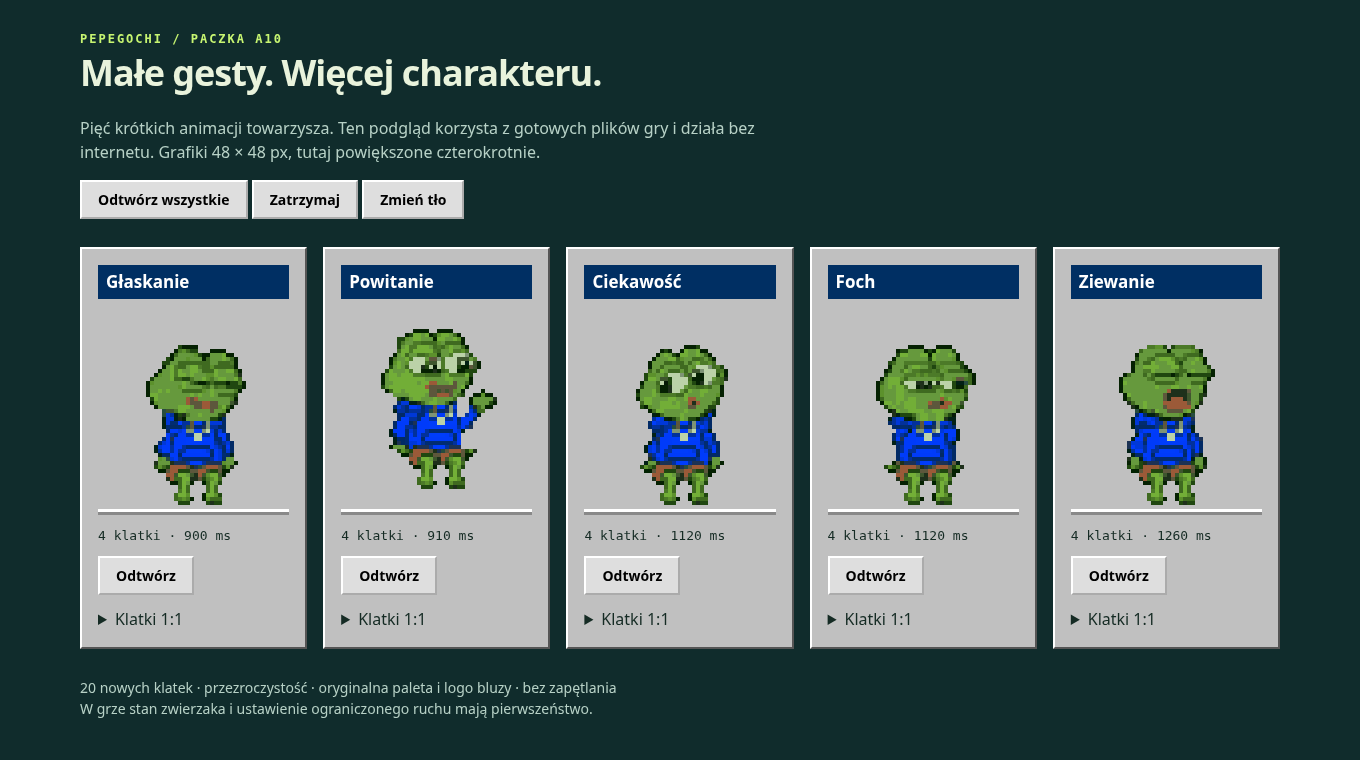 PEPEGOCHI / PACZKA A10
Małe gesty. Więcej charakteru.
Pięć krótkich animacji towarzysza. Ten podgląd korzysta z gotowych plików gry i działa bez
internetu. Grafiki 48 × 48 px, tutaj powiększone czterokrotnie.
Odtwórz wszystkie Zatrzymaj Zmień tło
Głaskanie
4 klatki · 900 ms
Odtwórz
▶ Klatki 1:1
Powitanie
4 klatki · 910 ms
Odtwórz
▶ Klatki 1:1
Ciekawość
4 klatki · 1120 ms
Odtwórz
▶ Klatki 1:1
Foch
4 klatki · 1120 ms
Odtwórz
▶ Klatki 1:1
Ziewanie
4 klatki · 1260 ms
Odtwórz
▶ Klatki 1:1
20 nowych klatek · przezroczystość · oryginalna paleta i logo bluzy · bez zapętlania
W grze stan zwierzaka i ustawienie ograniczonego ruchu mają pierwszeństwo.